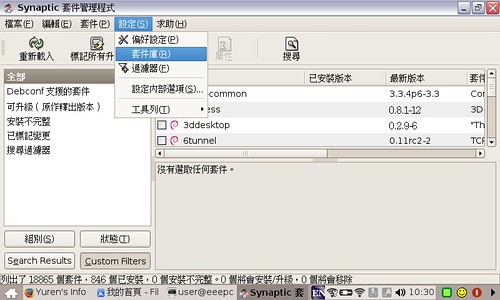 Synaptic 套件管理程式
檔案(F) 編輯(E) 套件(P) 設定(S) 求助(H)
重新載入 標記所有升 屬性 搜尋
偏好設定(P)
套件庫(R)
過濾器(F)
設定內部選項(S)...
工具列(T)
全部
Debconf 支援的套件
可升級（原作釋出版本）
安裝不完整
已標記變更
搜尋過濾器
已安裝版本 最新版本 套件
common 3.3.4p6-3.3 Cor
ess 0.8.1-12 3D
3ddesktop 0.2.9-6 "Th
6tunnel 0.11rc2-2 TCP
沒有選取任何套件。
組別(S) 狀態(T)
Search Results Custom Filters
列出了 18865 個套件，846 個已安裝，0 個安裝不完整。0 個將會安裝/升級，0 個將會移除
Yuren's Info 我的首頁 - Fil user@eeepc Synaptic 套 EN 10:30